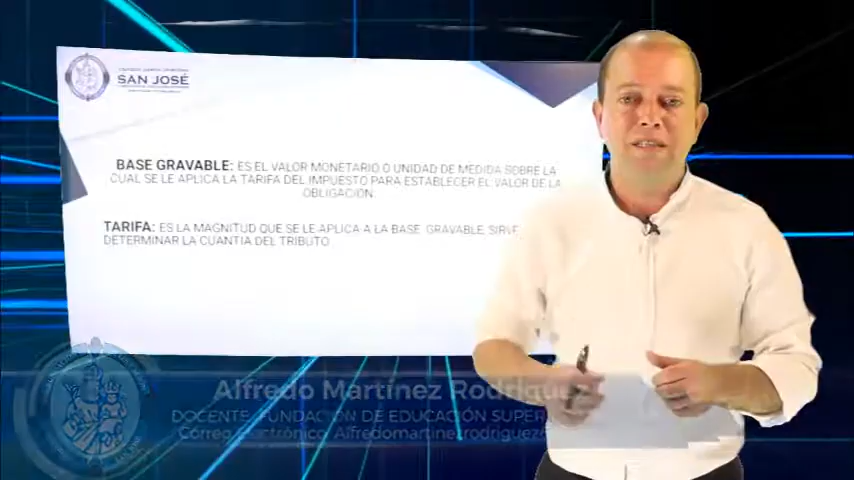 SAN JOSÉ
BASE GRAVABLE: ES EL VALOR MONETARIO O UNIDAD DE MEDIDA SOBRE LA
CUAL SE LE APLICA LA TARIFA DEL IMPUESTO PARA ESTABLECER EL VALOR DE LA
OBLIGACIÓN.
TARIFA: ES LA MAGNITUD QUE SE LE APLICA A LA BASE GRAVABLE, SIRVE
DETERMINAR LA CUANTIA DEL TRIBUTO.
Alfredo Martínez Rodríguez
DOCENTE FUNDACIÓN DE EDUCACIÓN
Correo Electrónico Alfredomartinezrodriguez